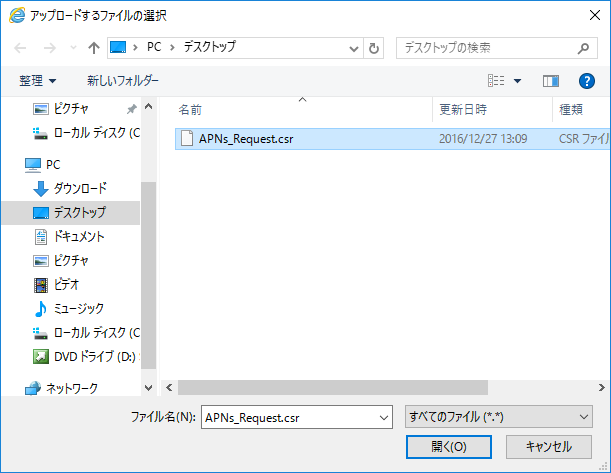 アップロードするファイルの選択
PC デスクトップ
デスクトップの検索
整理 新しいフォルダー
ピクチャ
ローカル ディスク (C
PC
ダウンロード
デスクトップ
ドキュメント
ピクチャ
ビデオ
ミュージック
ローカル ディスク (C
DVD ドライブ (D:)
ネットワーク
名前 更新日時 種類
APNs_Request.csr 2016/12/27 13:09 CSR ファイ
ファイル名(N): APNs_Request.csr すべてのファイル (*.*)
開く(O) キャンセル